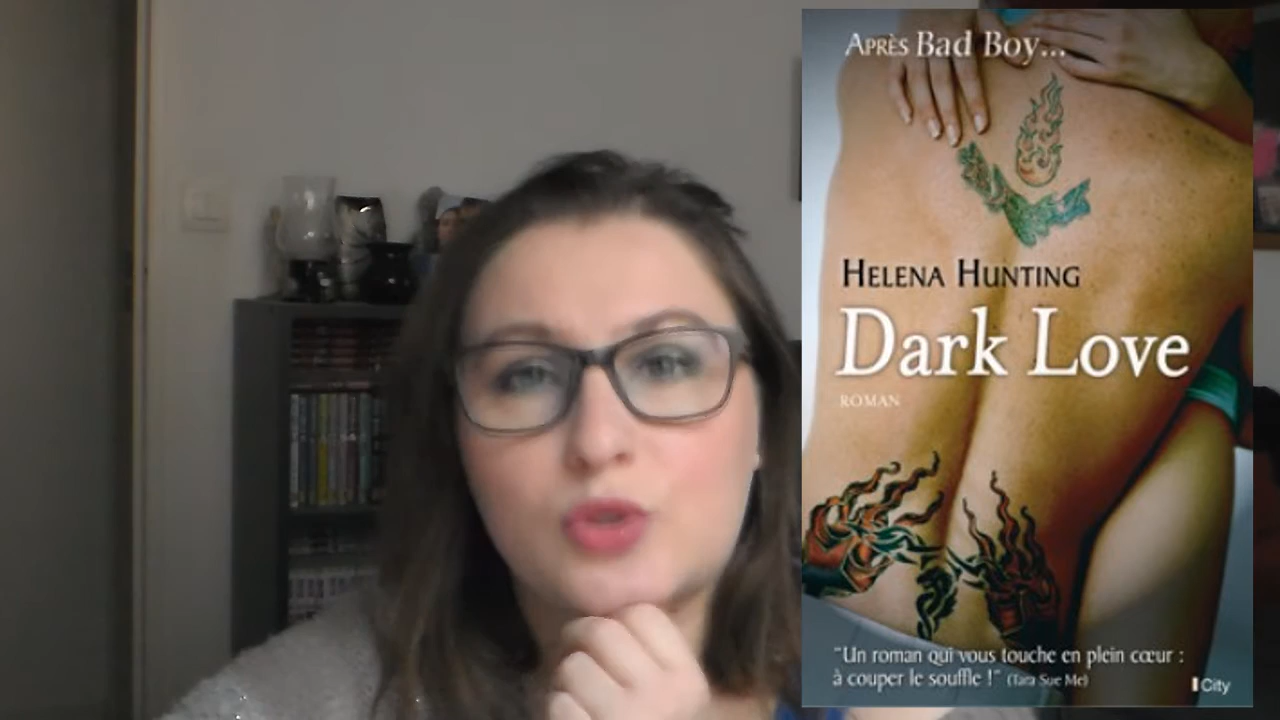 APRÈS BAD BOY...
HELENA HUNTING
Dark Love
ROMAN
"Un roman qui vous touche en plein cœur :
à couper le souffle !" (Tara Sue Me)
City